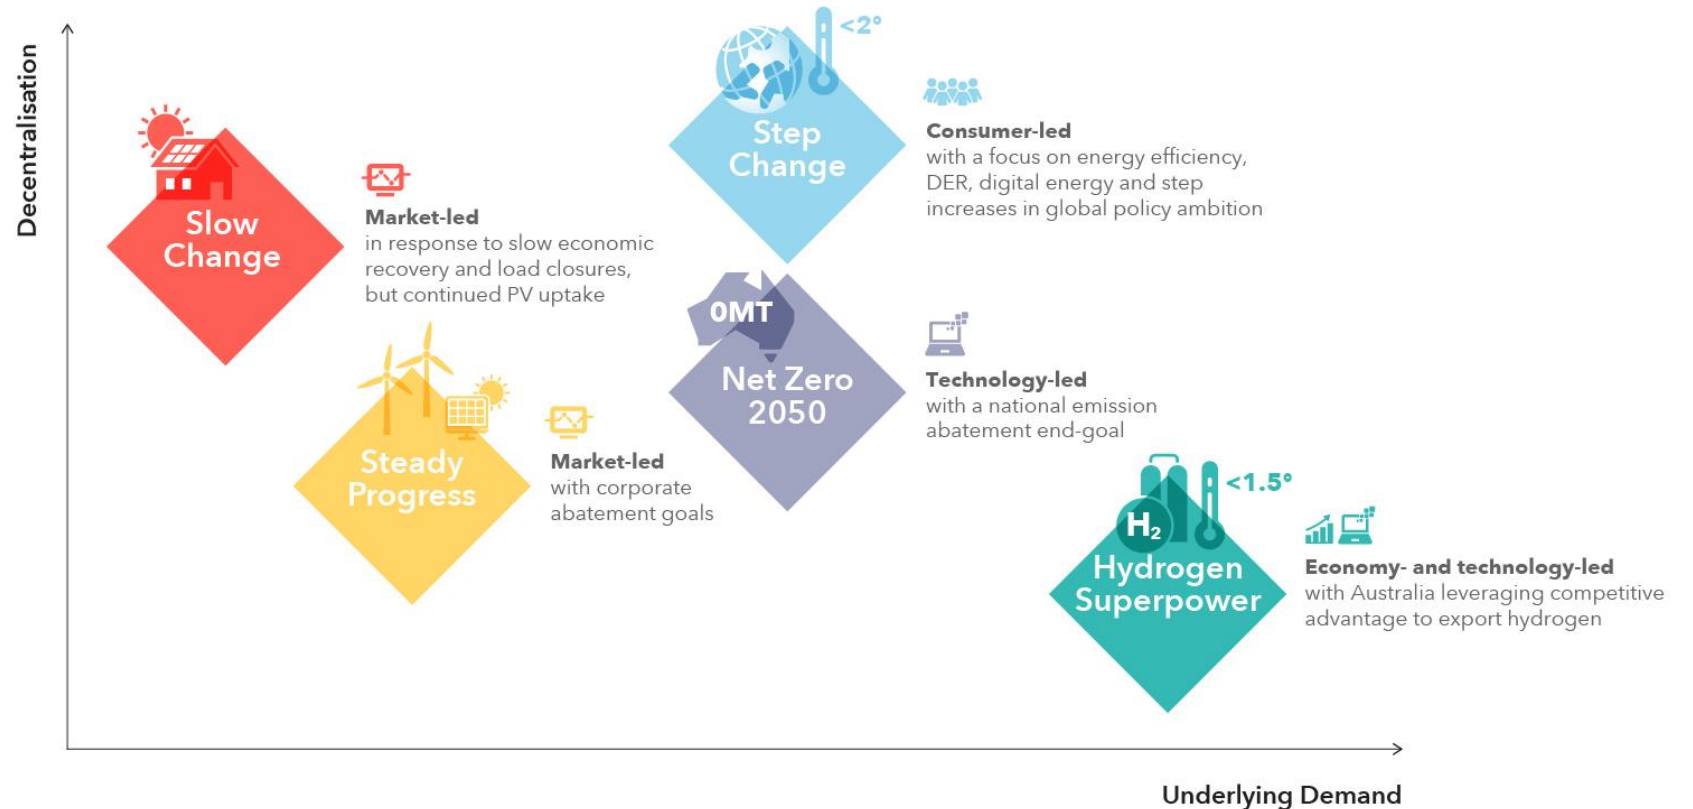 Decentralisation
<2°
Step
Change
Consumer-led
with a focus on energy efficiency,
DER, digital energy and step
increases in global policy ambition
Slow
Change
Market-led
in response to slow economic
recovery and load closures,
but continued PV uptake
0MT
Net Zero
2050
Technology-led
with a national emission
abatement end-goal
Steady
Progress
Market-led
with corporate
abatement goals
<1.5°
H₂
Hydrogen
Superpower
Economy- and technology-led
with Australia leveraging competitive
advantage to export hydrogen
Underlying Demand